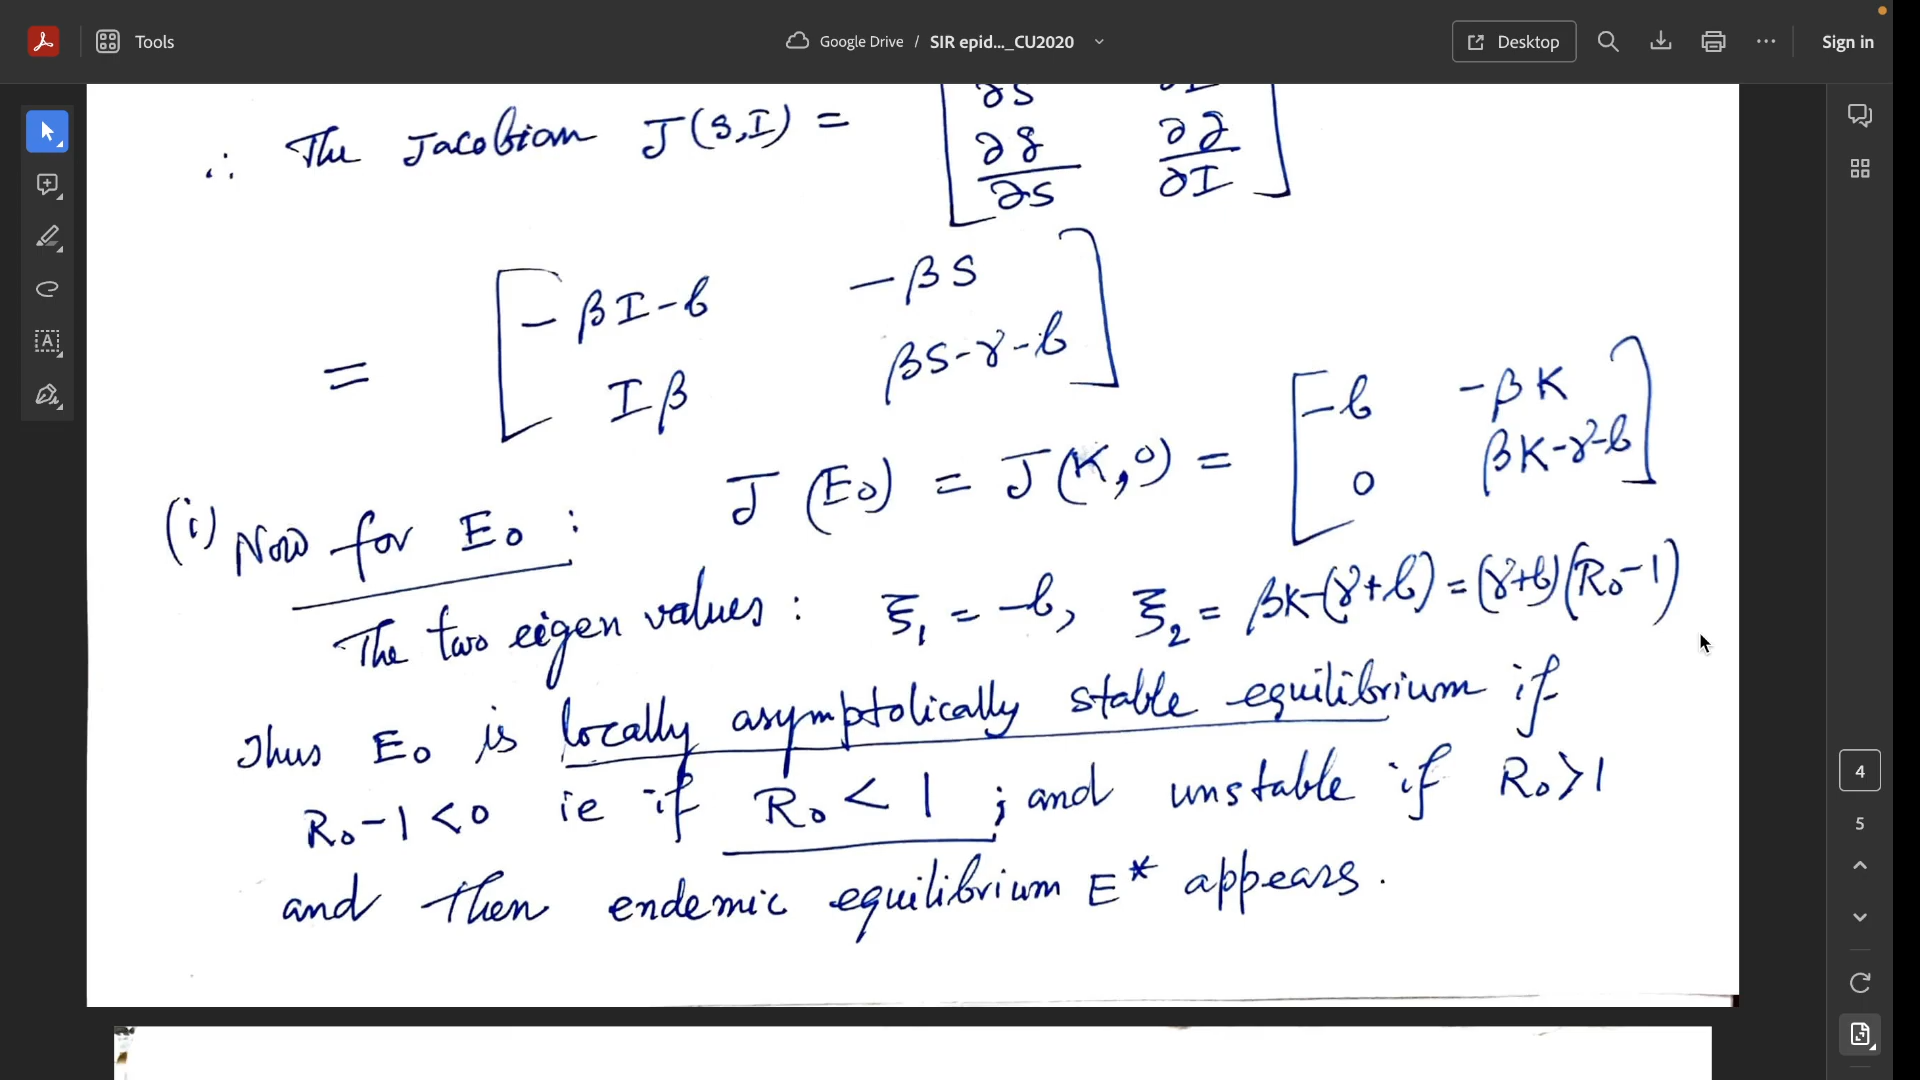 Tools
Google Drive / SIR epid..._CU2020
Desktop
Sign in
∂S
∴ The Jacobian J(S,I) = [∂g/∂S ∂g/∂I]
= [-βI-b -βS
Iβ βS-γ-b]
(i) Now for E₀ : J(E₀) = J(K,0) = [-b -βK
0 βK-γ-b]
The two eigen values : ξ₁ = -b, ξ₂ = βK-(γ+b) = (γ+b)(R₀-1)
Thus E₀ is locally asymptotically stable equilibrium if
R₀-1<0 ie if R₀ < 1 ; and unstable if R₀>1
and then endemic equilibrium E* appears.
4
5